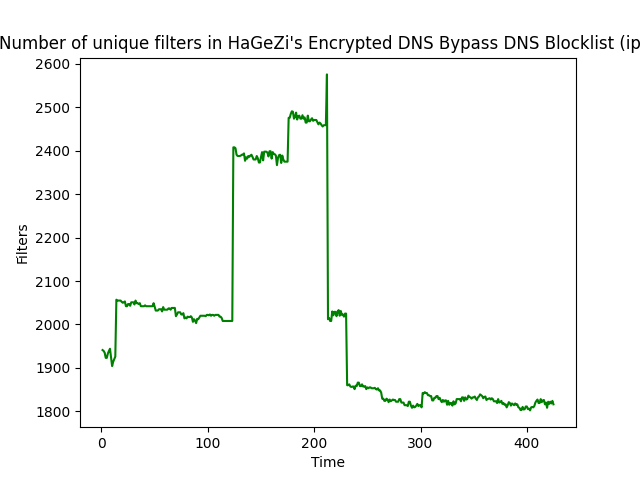 Number of unique filters in HaGeZi's Encrypted DNS Bypass DNS Blocklist (ip
2600
2500
2400
2300
2200
2100
2000
1900
1800
Filters
0 100 200 300 400
Time